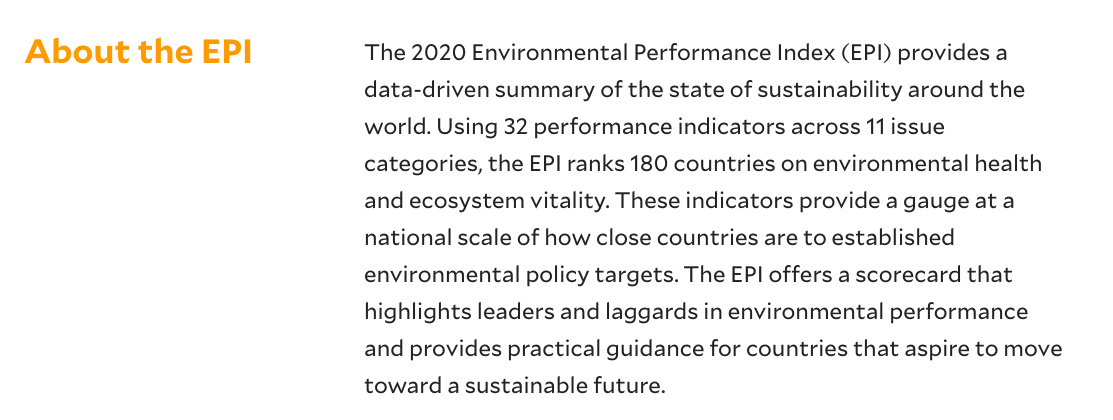 About the EPI
The 2020 Environmental Performance Index (EPI) provides a
data-driven summary of the state of sustainability around the
world. Using 32 performance indicators across 11 issue
categories, the EPI ranks 180 countries on environmental health
and ecosystem vitality. These indicators provide a gauge at a
national scale of how close countries are to established
environmental policy targets. The EPI offers a scorecard that
highlights leaders and laggards in environmental performance
and provides practical guidance for countries that aspire to move
toward a sustainable future.